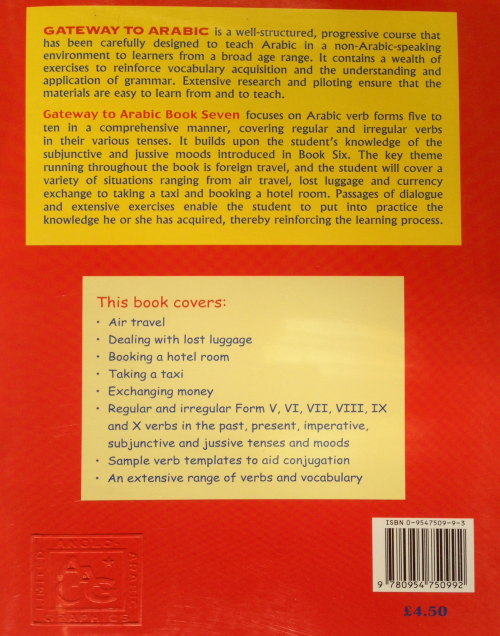 GATEWAY TO ARABIC is a well-structured, progressive course that
has been carefully designed to teach Arabic in a non-Arabic-speaking
environment to learners from a broad age range. It contains a wealth of
exercises to reinforce vocabulary acquisition and the understanding and
application of grammar. Extensive research and piloting ensure that the
materials are easy to learn from and to teach.
Gateway to Arabic Book Seven focuses on Arabic verb forms five to
ten in a comprehensive manner, covering regular and irregular verbs
in their various tenses. It builds upon the student's knowledge of the
subjunctive and jussive moods introduced in Book Six. The key theme
running throughout the book is foreign travel, and the student will cover a
variety of situations ranging from air travel, lost luggage and currency
exchange to taking a taxi and booking a hotel room. Passages of dialogue
and extensive exercises enable the student to put into practice the
knowledge he or she has acquired, thereby reinforcing the learning process.
This book covers:
• Air travel
• Dealing with lost luggage
• Booking a hotel room
• Taking a taxi
• Exchanging money
• Regular and irregular Form V, VI, VII, VIII, IX
and X verbs in the past, present, imperative,
subjunctive and jussive tenses and moods
• Sample verb templates to aid conjugation
• An extensive range of verbs and vocabulary
ISBN 0-9547509-9-3
9 780954 750992
£4.50
ANGLO
ARABIC
GRAPHICS
LIMITED